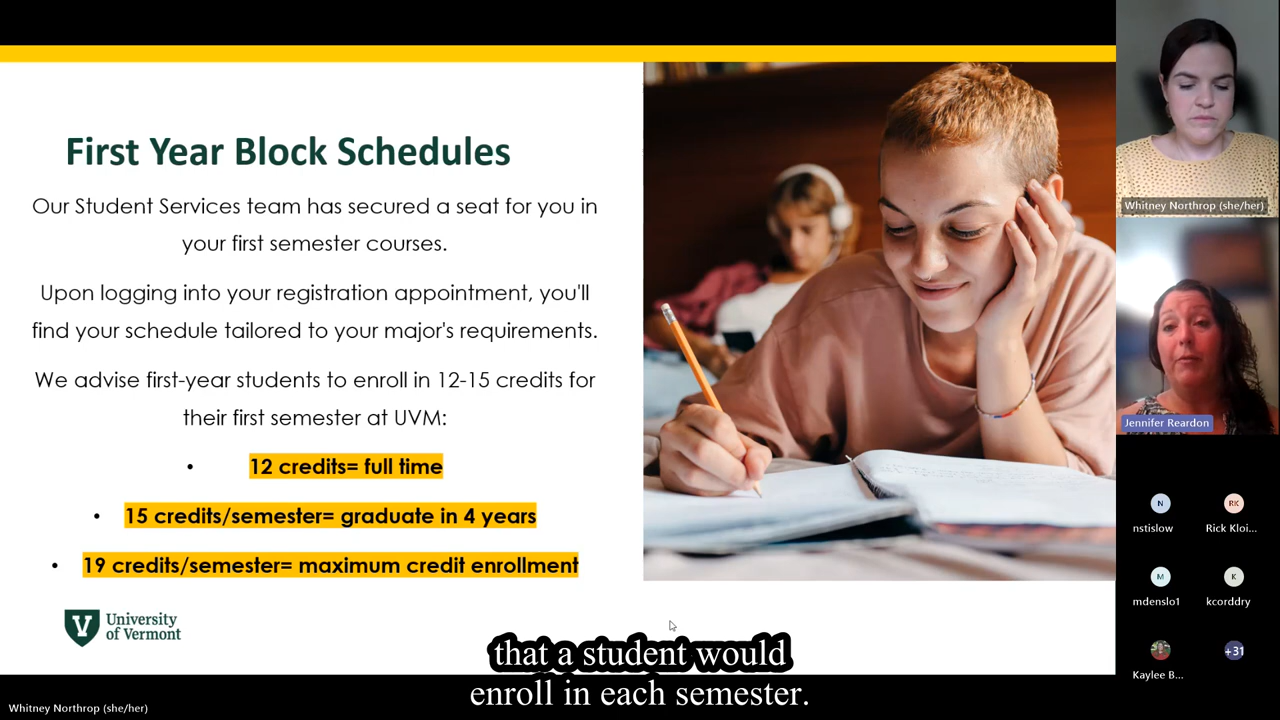 First Year Block Schedules
Our Student Services team has secured a seat for you in
your first semester courses.
Upon logging into your registration appointment, you'll
find your schedule tailored to your major's requirements.
We advise first-year students to enroll in 12-15 credits for
their first semester at UVM:
• 12 credits= full time
• 15 credits/semester= graduate in 4 years
• 19 credits/semester= maximum credit enrollment
University
of Vermont
that a student would
enroll in each semester.
Whitney Northrop (she/her)
Whitney Northrop (she/her)
Jennifer Reardon
N
RK
nstislow
Rick Kloi...
M
K
mdenslo1
kcorddry
+31
Kaylee B...